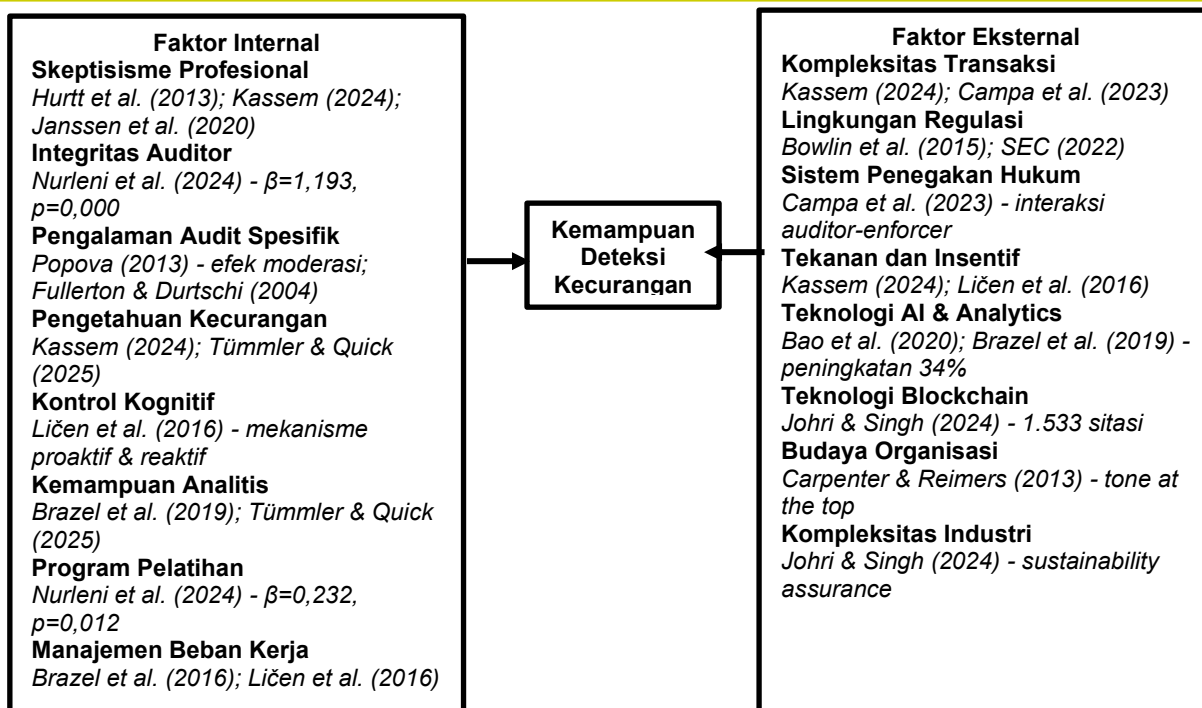 Faktor Internal
Skeptisisme Profesional
Hurtt et al. (2013); Kassem (2024);
Janssen et al. (2020)
Integritas Auditor
Nurleni et al. (2024) - β=1,193,
p=0,000
Pengalaman Audit Spesifik
Popova (2013) - efek moderasi;
Fullerton & Durtschi (2004)
Pengetahuan Kecurangan
Kassem (2024); Tümmler & Quick
(2025)
Kontrol Kognitif
Ličen et al. (2016) - mekanisme
proaktif & reaktif
Kemampuan Analitis
Brazel et al. (2019); Tümmler & Quick
(2025)
Program Pelatihan
Nurleni et al. (2024) - β=0,232,
p=0,012
Manajemen Beban Kerja
Brazel et al. (2016); Ličen et al. (2016)
Kemampuan
Deteksi
Kecurangan
Faktor Eksternal
Kompleksitas Transaksi
Kassem (2024); Campa et al. (2023)
Lingkungan Regulasi
Bowlin et al. (2015); SEC (2022)
Sistem Penegakan Hukum
Campa et al. (2023) - interaksi
auditor-enforcer
Tekanan dan Insentif
Kassem (2024); Ličen et al. (2016)
Teknologi AI & Analytics
Bao et al. (2020); Brazel et al. (2019) -
peningkatan 34%
Teknologi Blockchain
Johri & Singh (2024) - 1.533 sitasi
Budaya Organisasi
Carpenter & Reimers (2013) - tone at
the top
Kompleksitas Industri
Johri & Singh (2024) - sustainability
assurance